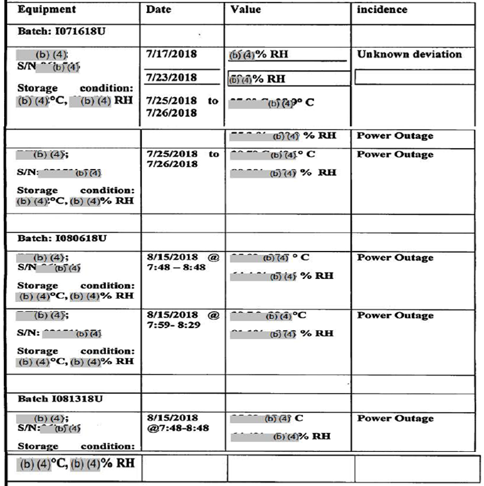 Equipment Date Value incidence
Batch: I071618U
(b) (4); 7/17/2018 (b) (4)% RH Unknown deviation
S/N (b) (4)
7/23/2018 (b) (4)% RH
Storage condition:
(b) (4)°C, (b) (4) RH 7/25/2018 to (b) (4)° C
7/26/2018
(b) (4) % RH Power Outage
(b) (4); 7/25/2018 to (b) (4)° C Power Outage
7/26/2018
S/N: (b) (4) (b) (4) % RH
Storage condition:
(b) (4)°C, (b) (4)% RH
Batch: I080618U
(b) (4); 8/15/2018 @ (b) (4) ° C Power Outage
S/N (b) (4) 7:48 – 8:48
(b) (4) % RH
Storage condition:
(b) (4)°C, (b) (4)% RH
(b) (4); 8/15/2018 @ (b) (4)°C Power Outage
7:59- 8:29
S/N: (b) (4) (b) (4) % RH
Storage condition:
(b) (4)°C, (b) (4)% RH
Batch I081318U
(b) (4); 8/15/2018 (b) (4)° C Power Outage
S/N: (b) (4) @7:48-8:48
(b) (4)% RH
Storage condition:
(b) (4)°C, (b) (4)% RH